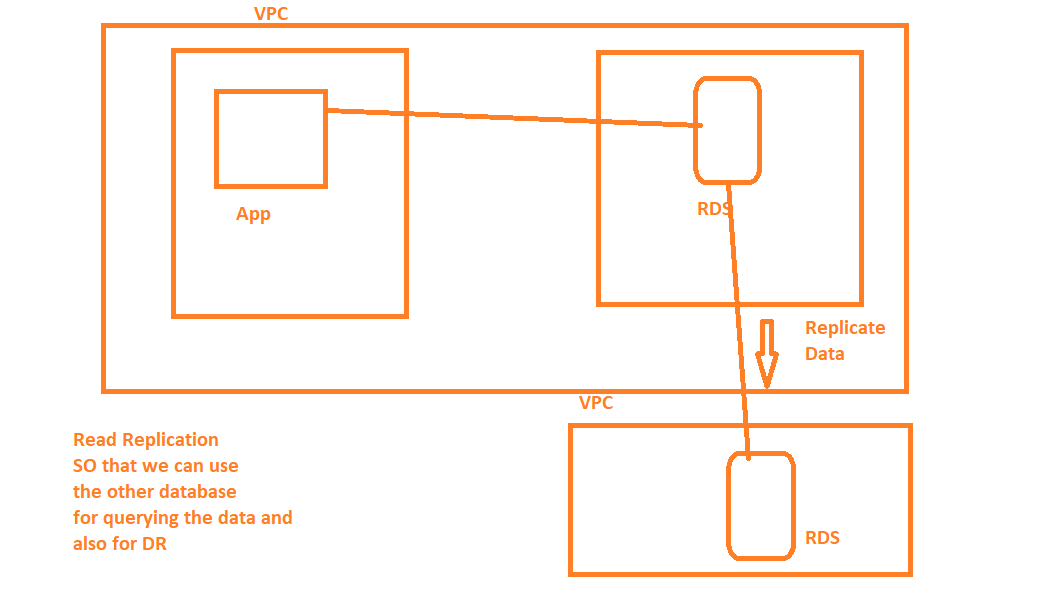 VPC
App
RDS
Replicate
Data
VPC
Read Replication
SO that we can use
the other database
for querying the data and
also for DR
RDS